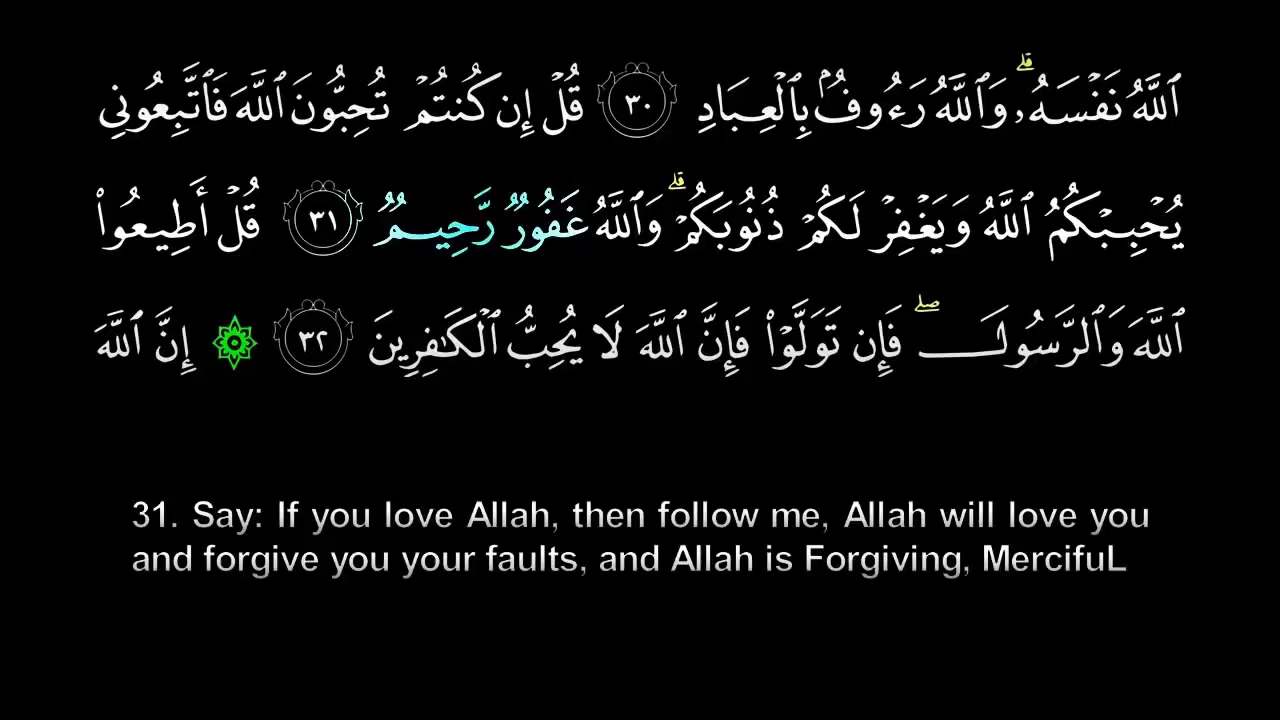 ٱللَّهُ نَفْسَهُۥ ۗ وَٱللَّهُ رَءُوفٌۢ بِٱلْعِبَادِ ٣٠ قُلْ إِن كُنتُمْ تُحِبُّونَ ٱللَّهَ فَٱتَّبِعُونِى
يُحْبِبْكُمُ ٱللَّهُ وَيَغْفِرْ لَكُمْ ذُنُوبَكُمْ ۗ وَٱللَّهُ غَفُورٌ رَّحِيمٌ ٣١ قُلْ أَطِيعُوا۟
ٱللَّهَ وَٱلرَّسُولَ ۖ فَإِن تَوَلَّوْا۟ فَإِنَّ ٱللَّهَ لَا يُحِبُّ ٱلْكَٰفِرِينَ ٣٢ ۞ إِنَّ ٱللَّهَ
31. Say: If you love Allah, then follow me, Allah will love you
and forgive you your faults, and Allah is Forgiving, MercifuL